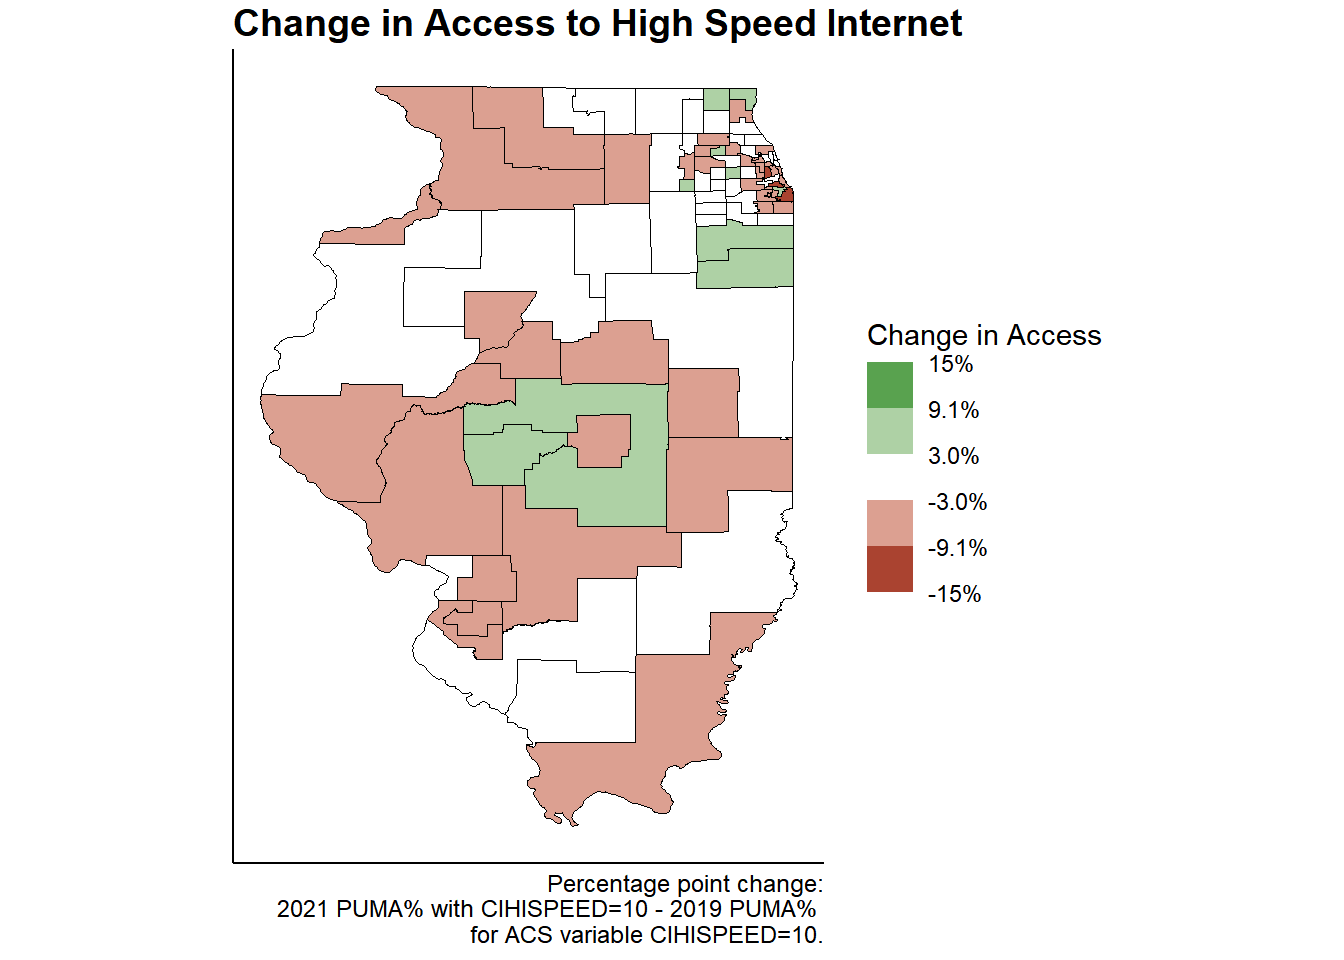 Change in Access to High Speed Internet
Change in Access
15%
9.1%
3.0%
-3.0%
-9.1%
-15%
Percentage point change:
2021 PUMA% with CIHISPEED=10 - 2019 PUMA%
for ACS variable CIHISPEED=10.